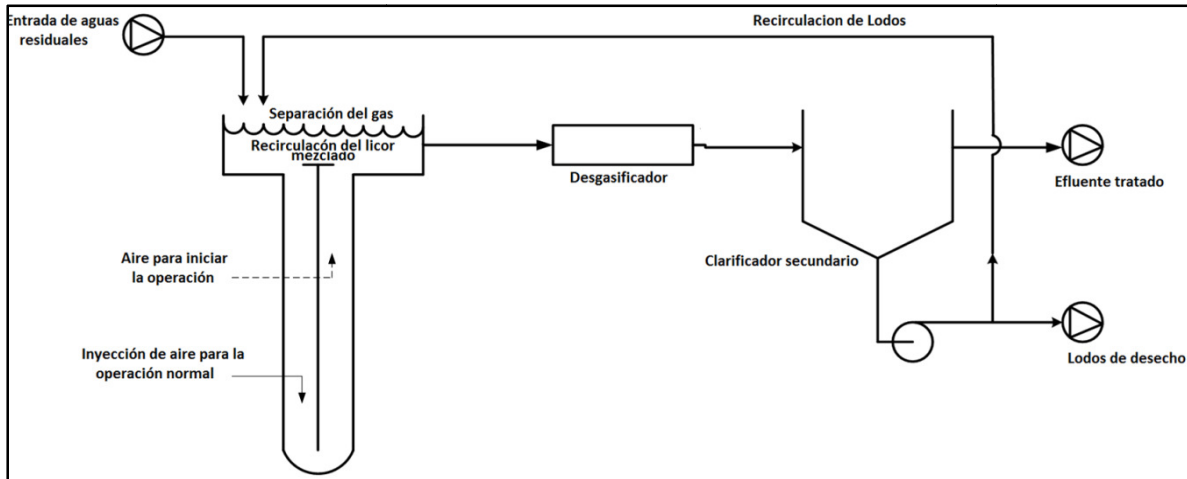 Entrada de aguas
residuales
Recirculacion de Lodos
Separación del gas
Recirculacón del licor
mezclado
Desgasificador
Efluente tratado
Aire para iniciar
la operación
Clarificador secundario
Inyección de aire para la
operación normal
Lodos de desecho